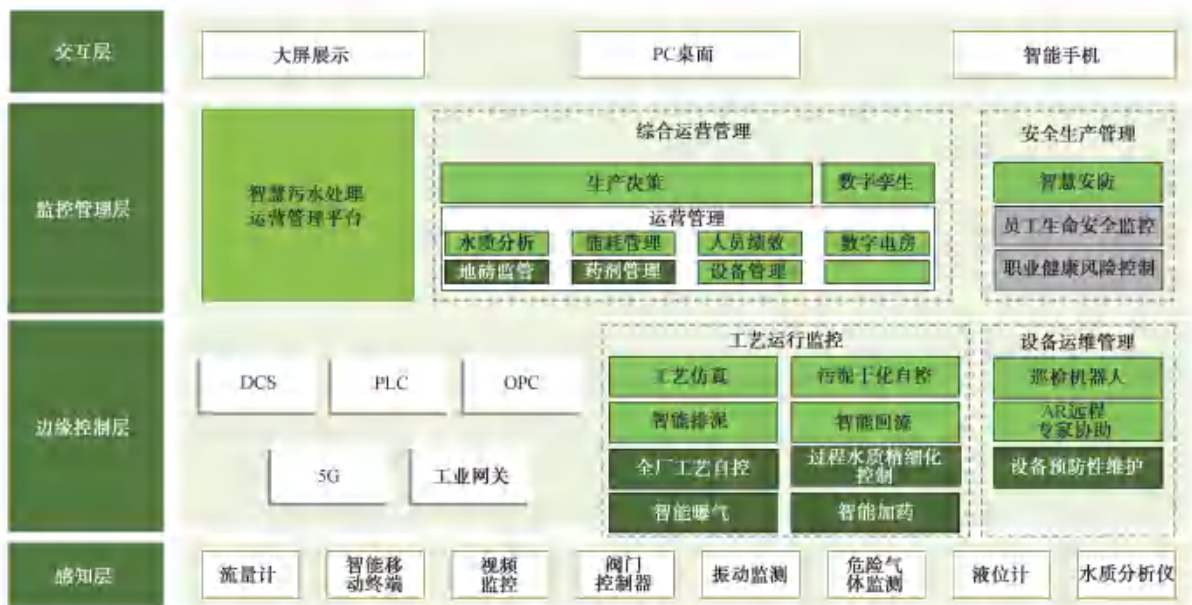 交互层
大屏展示
PC桌面
智能手机
监控管理层
智慧污水处理
运营管理平台
综合运营管理
生产决策
数字孪生
运营管理
水质分析
能耗管理
人员绩效
数字电房
地磅监管
药剂管理
设备管理
安全生产管理
智慧安防
员工生命安全监控
职业健康风险控制
边缘控制层
DCS
PLC
OPC
5G
工业网关
工艺运行监控
工艺仿真
污泥干化自控
智能排泥
智能回流
全厂工艺自控
过程水质精细化
控制
智能曝气
智能加药
设备运维管理
巡检机器人
AR远程
专家协助
设备预防性维护
感知层
流量计
智能移
动终端
视频
监控
阀门
控制器
振动监测
危险气
体监测
液位计
水质分析仪